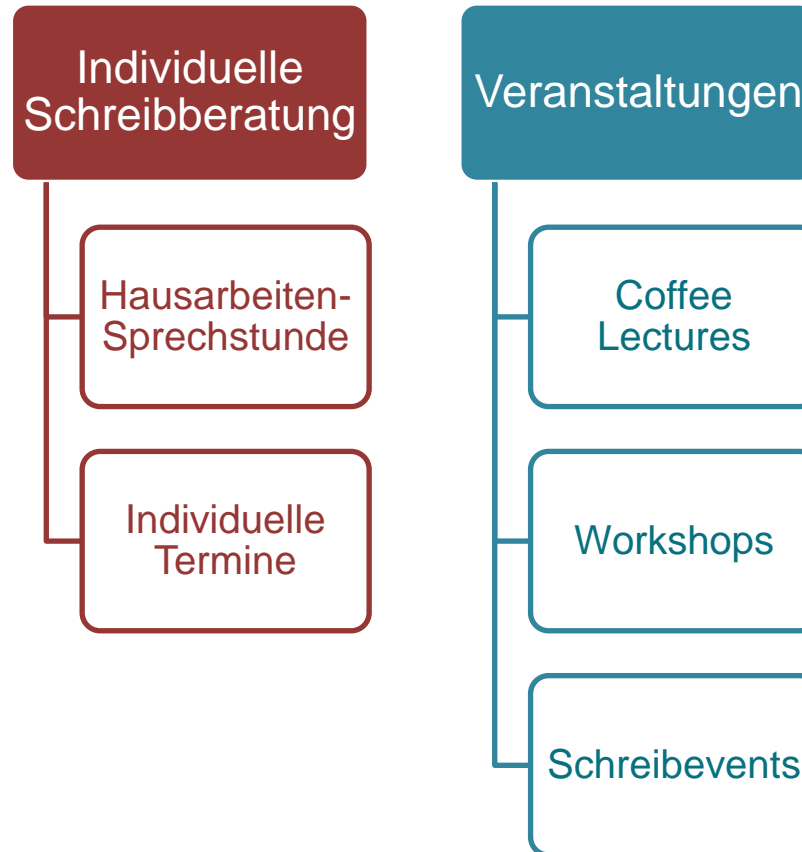 Individuelle
Schreibberatung
Hausarbeiten-
Sprechstunde
Individuelle
Termine
Veranstaltungen
Coffee
Lectures
Workshops
Schreibevents